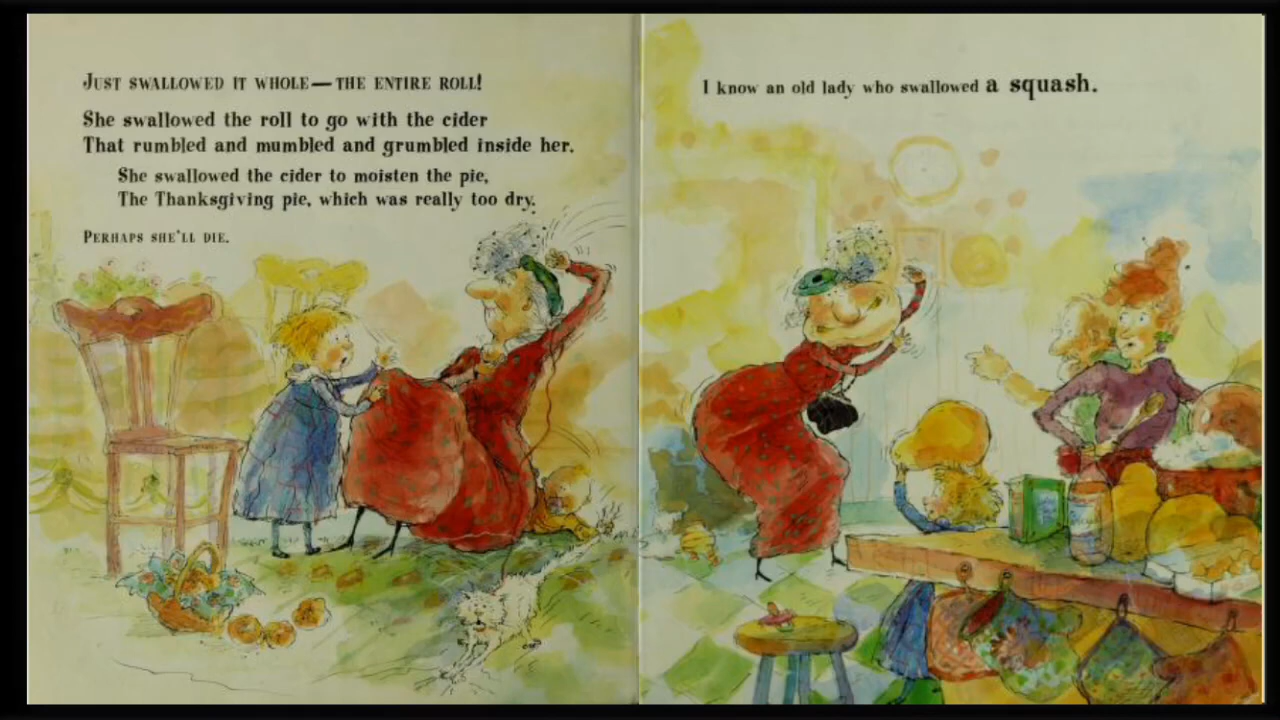 JUST SWALLOWED IT WHOLE—THE ENTIRE ROLL!
She swallowed the roll to go with the cider
That rumbled and mumbled and grumbled inside her.
She swallowed the cider to moisten the pie,
The Thanksgiving pie, which was really too dry.
PERHAPS SHE'LL DIE.
I know an old lady who swallowed a squash.